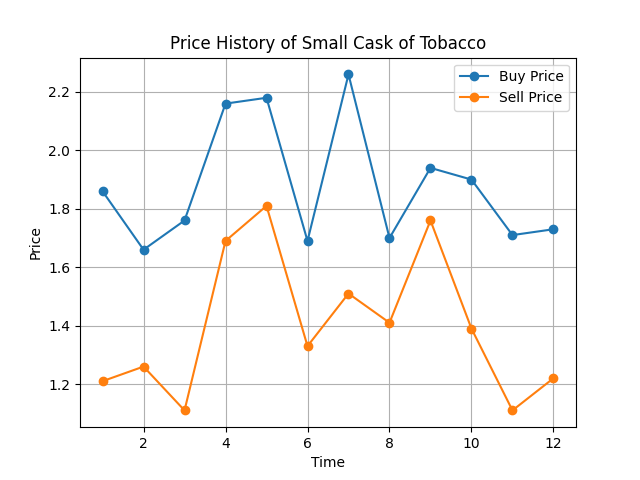 Price History of Small Cask of Tobacco
Buy Price
Sell Price
Price
2.2
2.0
1.8
1.6
1.4
1.2
2 4 6 8 10 12
Time